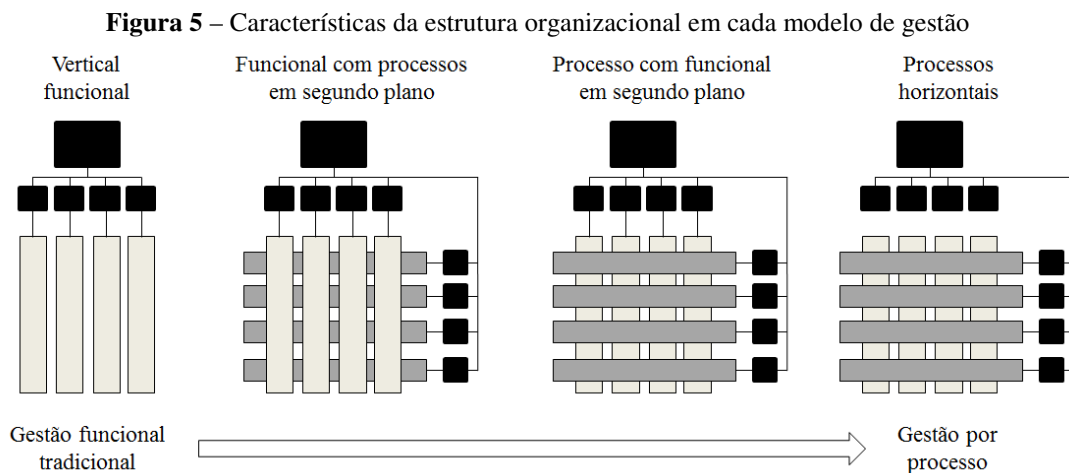 Figura 5 – Características da estrutura organizacional em cada modelo de gestão
Vertical
funcional
Funcional com processos
em segundo plano
Processo com funcional
em segundo plano
Processos
horizontais
Gestão funcional
tradicional
Gestão por
processo